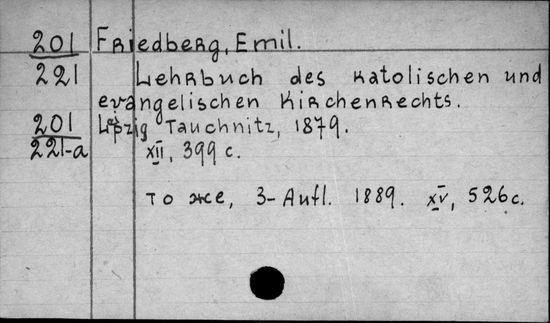 201 Friedberg, Emil.
221 Lehrbuch des katolischen und
evangelischen Kirchenrechts.
201 Lpzig Tauchnitz, 1879.
221-a XII, 399 с.
То же, 3-Aufl. 1889. XV, 526 с.